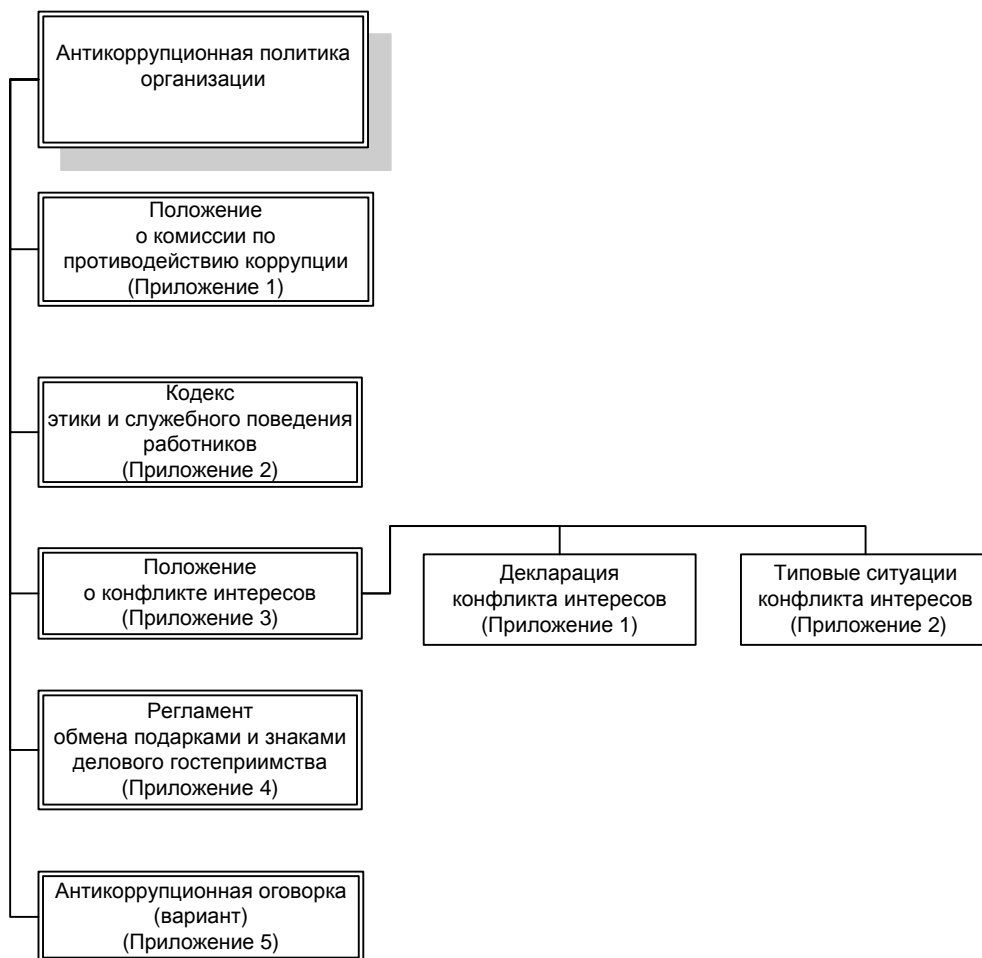 Антикоррупционная политика
организации
Положение
о комиссии по
противодействию коррупции
(Приложение 1)
Кодекс
этики и служебного поведения
работников
(Приложение 2)
Положение
о конфликте интересов
(Приложение 3)
Декларация
конфликта интересов
(Приложение 1)
Типовые ситуации
конфликта интересов
(Приложение 2)
Регламент
обмена подарками и знаками
делового гостеприимства
(Приложение 4)
Антикоррупционная оговорка
(вариант)
(Приложение 5)